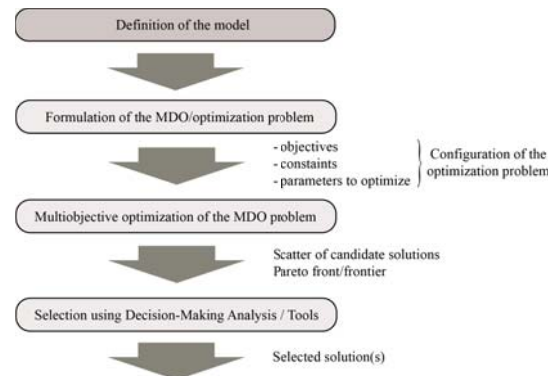 Definition of the model
Formulation of the MDO/optimization problem
- objectives
- constaints
- parameters to optimize
Configuration of the
optimization problem
Multiobjective optimization of the MDO problem
Scatter of candidate solutions
Pareto front/frontier
Selection using Decision-Making Analysis / Tools
Selected solution(s)